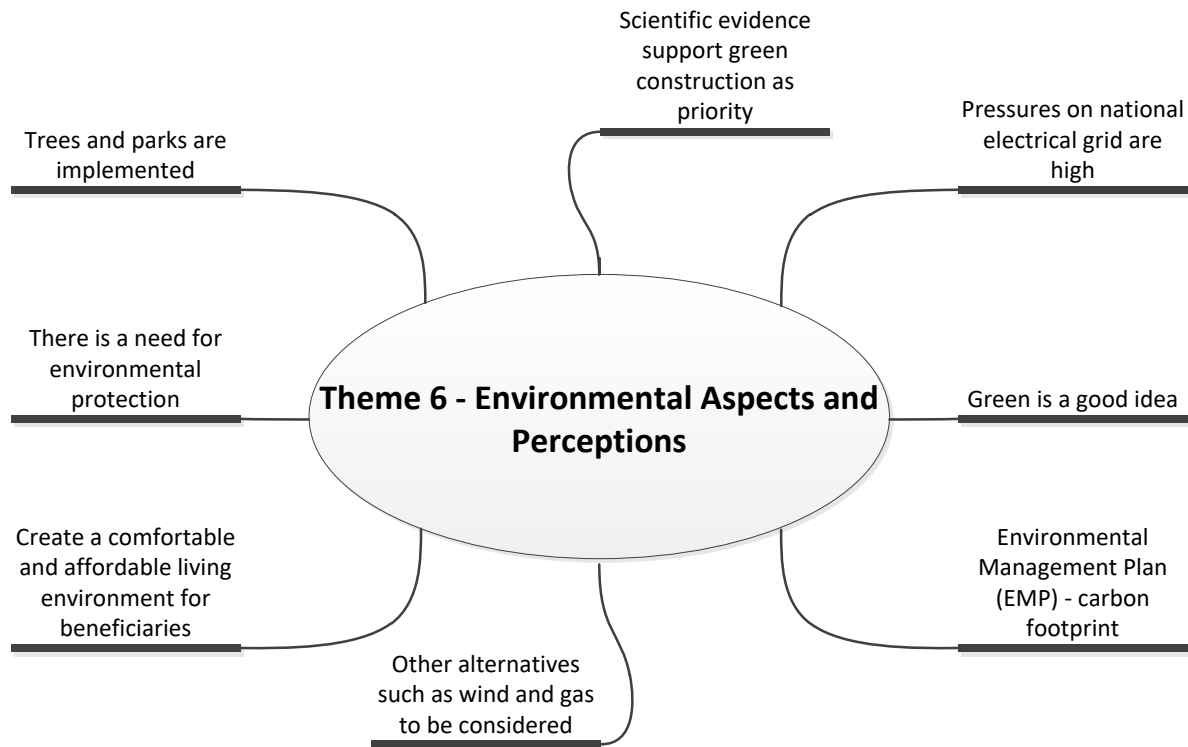 Scientific evidence
support green
construction as
priority
Trees and parks are
implemented
Pressures on national
electrical grid are
high
There is a need for
environmental
protection
Theme 6 - Environmental Aspects and
Perceptions
Green is a good idea
Create a comfortable
and affordable living
environment for
beneficiaries
Environmental
Management Plan
(EMP) - carbon
footprint
Other alternatives
such as wind and gas
to be considered